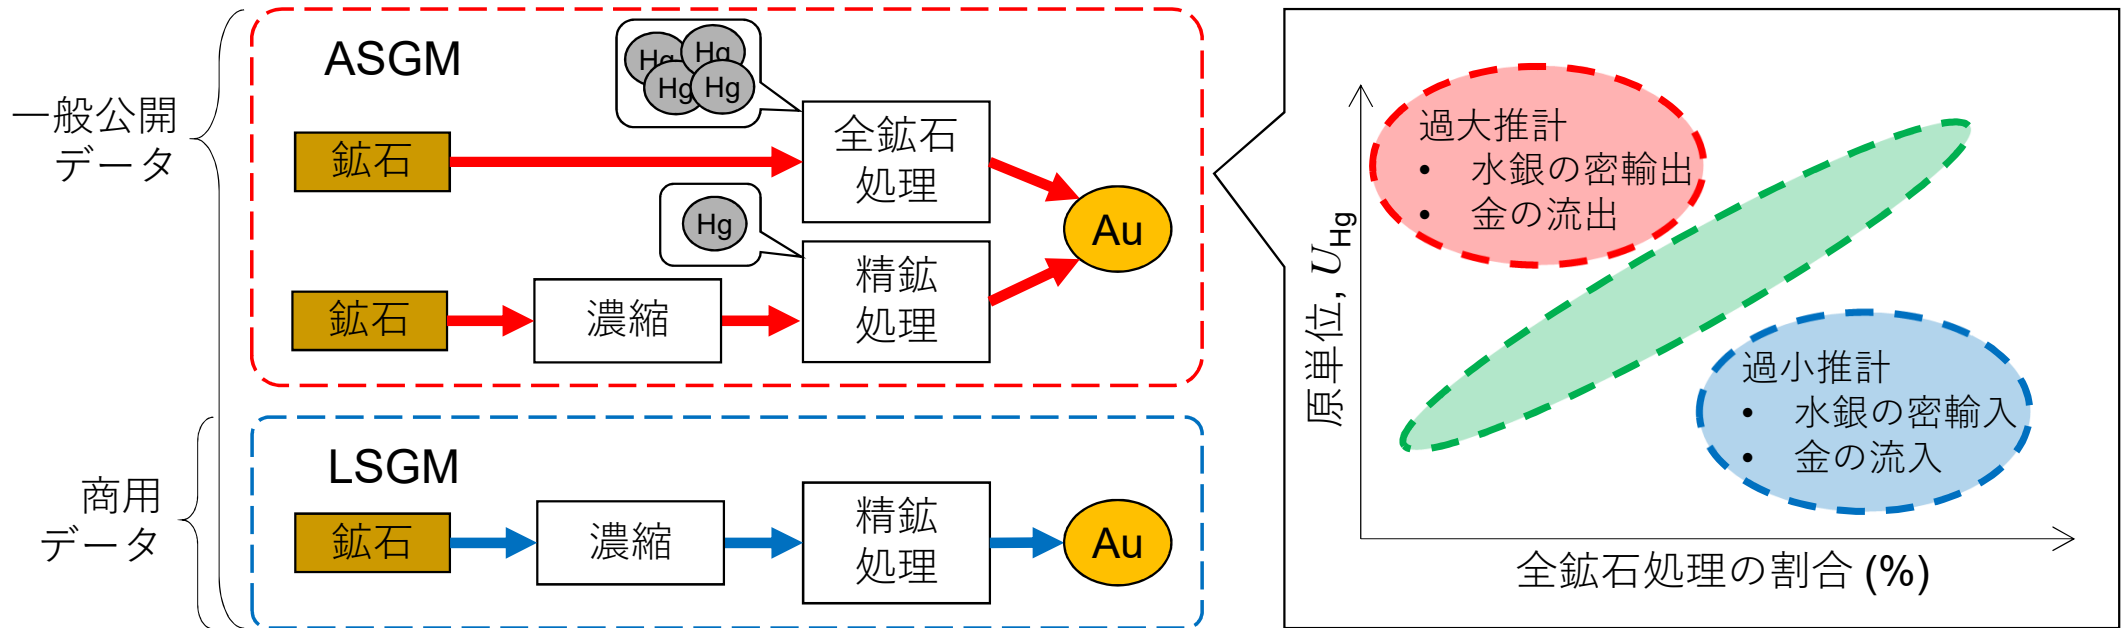 一般公開
データ
商用
データ
ASGM
Hg
Hg
Hg
Hg
鉱石
全鉱石
処理
Hg
鉱石
濃縮
精鉱
処理
Au
LSGM
鉱石
濃縮
精鉱
処理
Au
原単位, U_Hg
過大推計
• 水銀の密輸出
• 金の流出
過小推計
• 水銀の密輸入
• 金の流入
全鉱石処理の割合 (%)